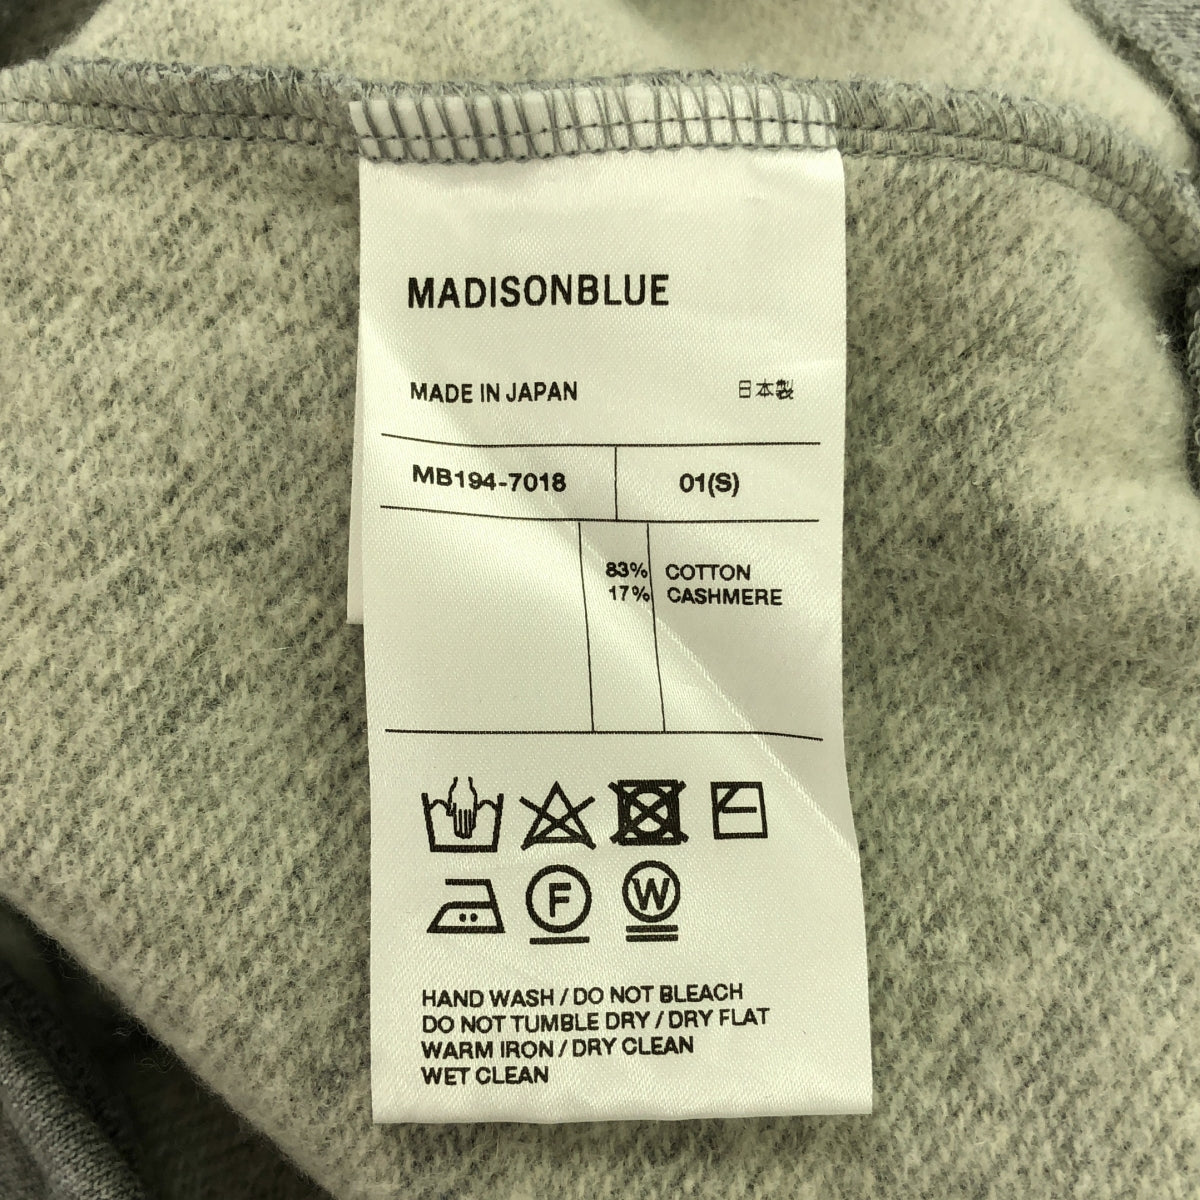 MADISONBLUE
MADE IN JAPAN 日本製
MB194-7018 01(S)
83% COTTON
17% CASHMERE
F W
HAND WASH / DO NOT BLEACH
DO NOT TUMBLE DRY / DRY FLAT
WARM IRON / DRY CLEAN
WET CLEAN